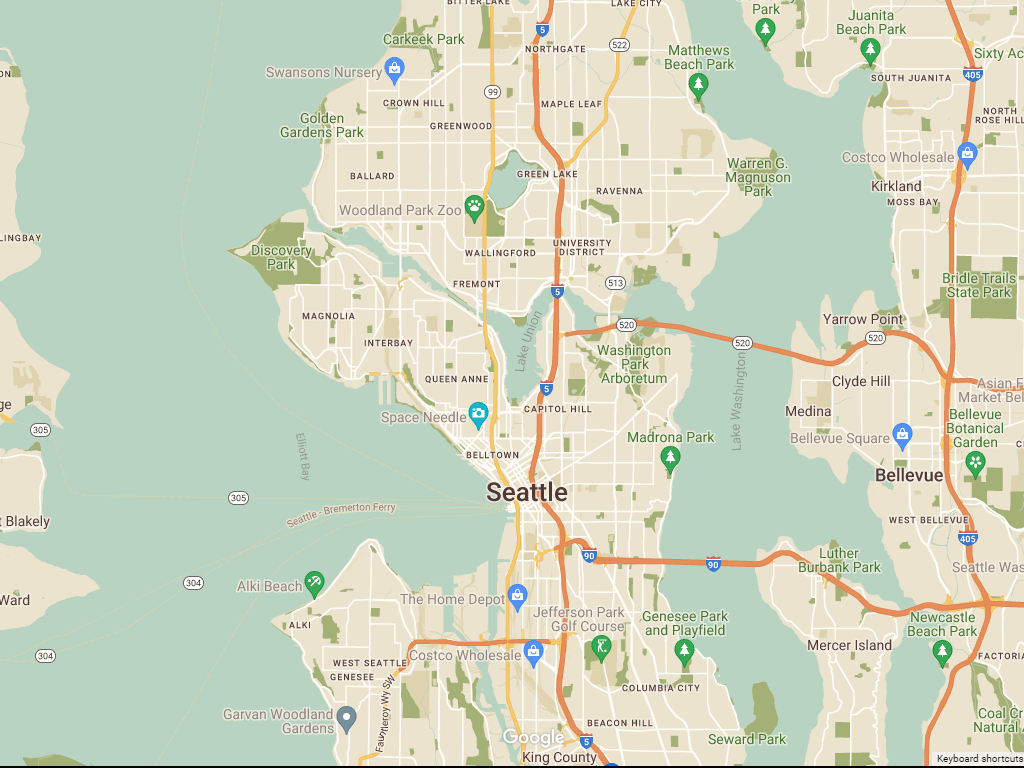 BITTER LAKE
LAKE CITY
Park
Juanita
Beach Park
5
522
Carkeek Park
NORTHGATE
Matthews
Beach Park
Sixty Ac
Swansons Nursery
SOUTH JUANITA
405
99
CROWN HILL
MAPLE LEAF
NORTH
ROSE HILL
Golden
Gardens Park
GREENWOOD
Costco Wholesale
BALLARD
GREEN LAKE
Warren G.
Magnuson
Park
RAVENNA
Kirkland
MOSS BAY
Woodland Park Zoo
LINGBAY
Discovery
Park
WALLINGFORD
UNIVERSITY
DISTRICT
FREMONT
513
5
Bridle Trails
State Park
MAGNOLIA
Lake Union
520
Yarrow Point
520
520
INTERBAY
Washington
Park
Arboretum
Lake Washington
QUEEN ANNE
5
Clyde Hill
Asian F
Market Bel
ge
305
Space Needle
CAPITOL HILL
Medina
Bellevue
Botanical
Garden
Madrona Park
Bellevue Square
Elliott Bay
BELLTOWN
Bellevue
305
Seattle
t Blakely
Seattle - Bremerton Ferry
WEST BELLEVUE
405
90
90
Luther
Burbank Park
Seattle Was
304
Alki Beach
Ward
The Home Depot
Jefferson Park
Golf Course
Genesee Park
and Playfield
Newcastle
Beach Park
ALKI
304
Mercer Island
Costco Wholesale
FACTORIA
WEST SEATTLE
GENESEE
COLUMBIA CITY
Fauntleroy Wy SW
Garvan Woodland
Gardens
BEACON HILL
Coal Cr
Natural A
Google
5
Seward Park
King County
Keyboard shortcuts